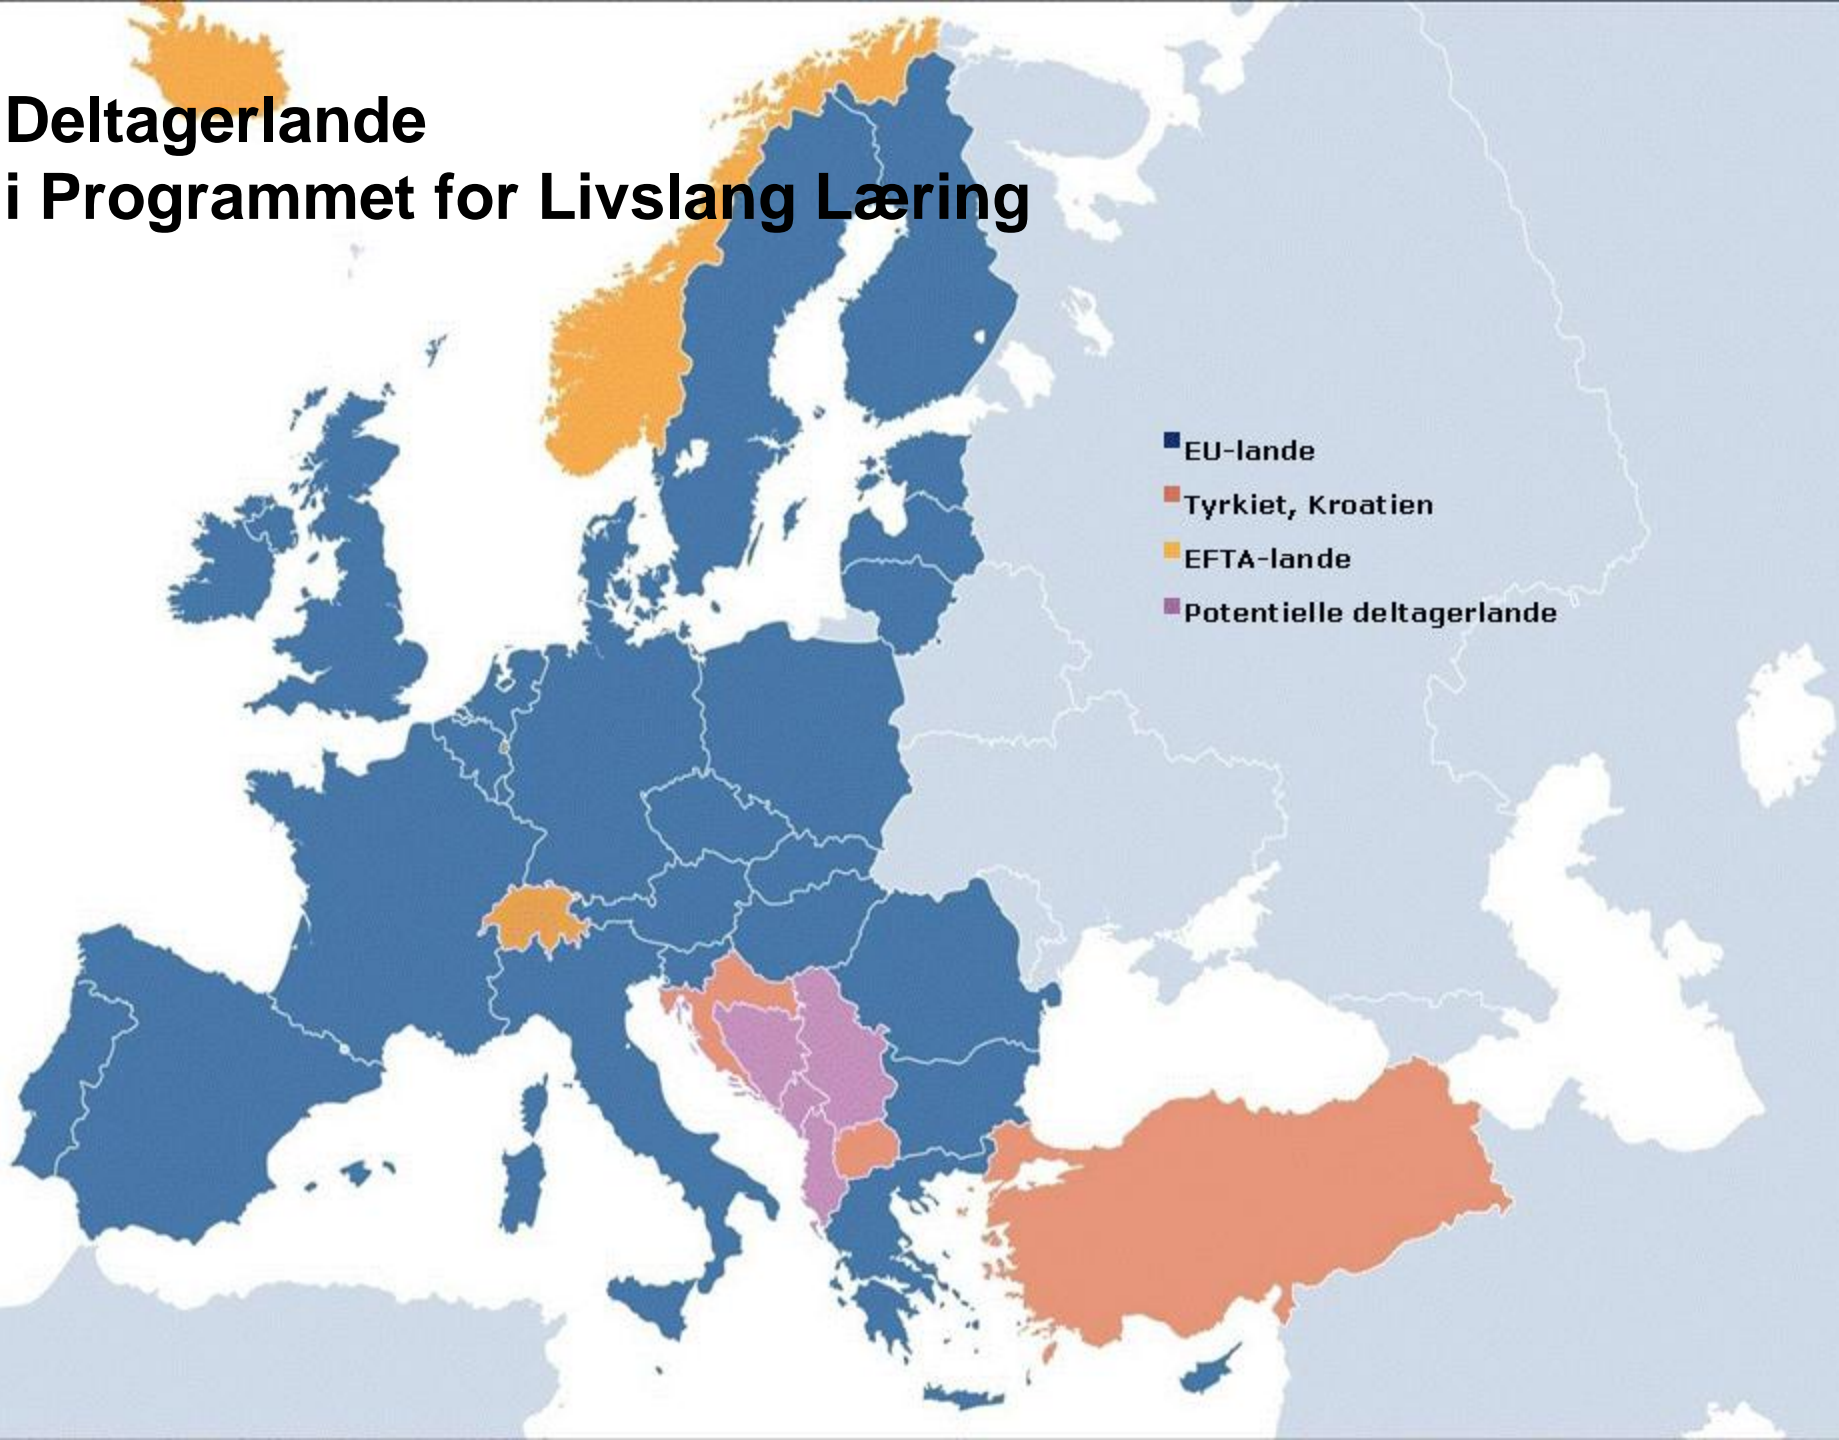 Deltagerlande
i Programmet for Livslang Læring
EU-lande
Tyrkiet, Kroatien
EFTA-lande
Potentielle deltagerlande